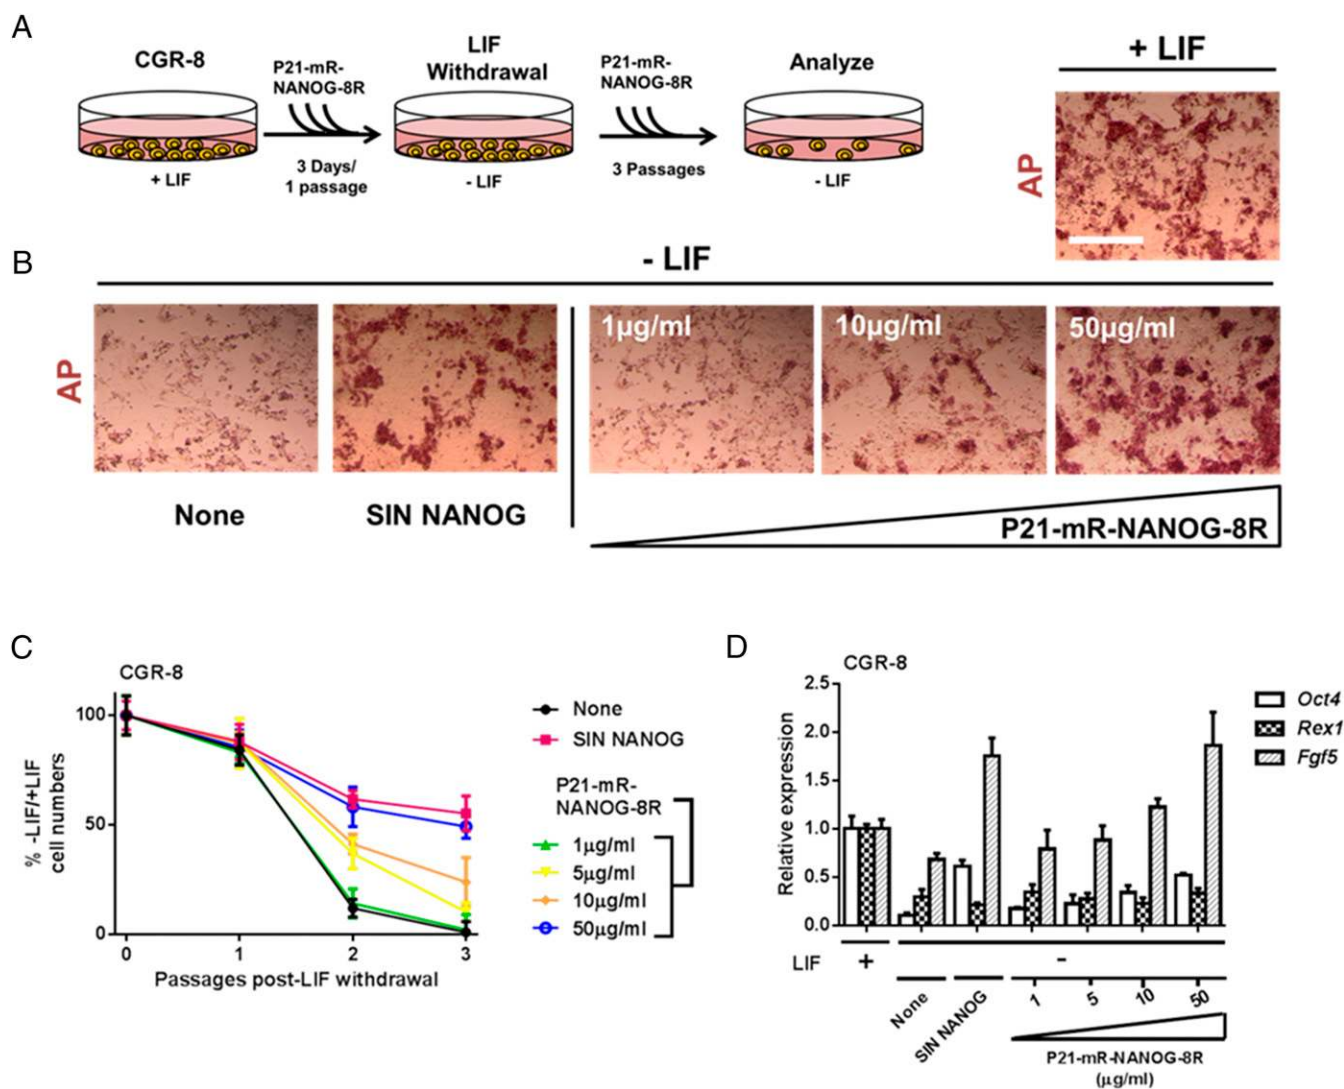 A
CGR-8
+ LIF
P21-mR-
NANOG-8R
3 Days/
1 passage
LIF
Withdrawal
- LIF
P21-mR-
NANOG-8R
3 Passages
Analyze
- LIF
+ LIF
AP
B
- LIF
AP
1μg/ml
10μg/ml
50μg/ml
None
SIN NANOG
P21-mR-NANOG-8R
C
CGR-8
% -LIF/+LIF
cell numbers
100
50
0
0
1
2
3
Passages post-LIF withdrawal
None
SIN NANOG
P21-mR-
NANOG-8R
1μg/ml
5μg/ml
10μg/ml
50μg/ml
D
CGR-8
Relative expression
2.5
2.0
1.5
1.0
0.5
0.0
Oct4
Rex1
Fgf5
LIF + -
None
SIN NANOG
1
5
10
50
P21-mR-NANOG-8R
(μg/ml)